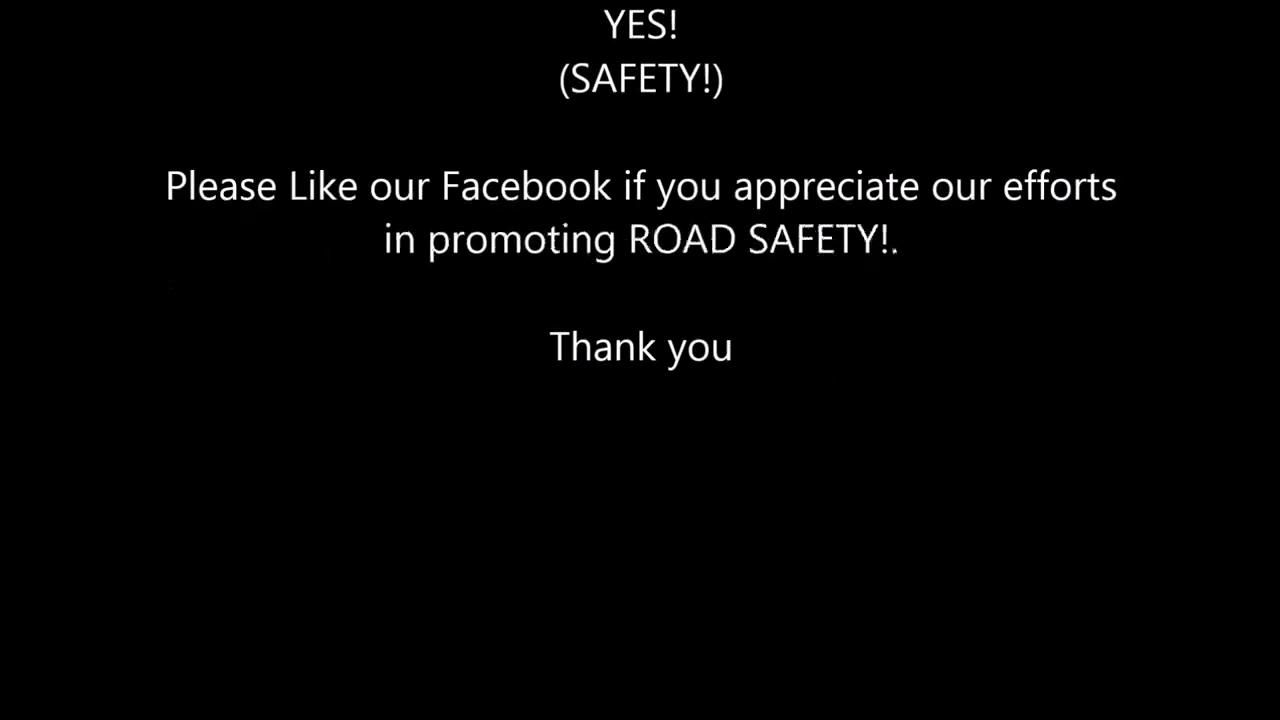 YES!
(SAFETY!)
Please Like our Facebook if you appreciate our efforts
in promoting ROAD SAFETY!.
Thank you